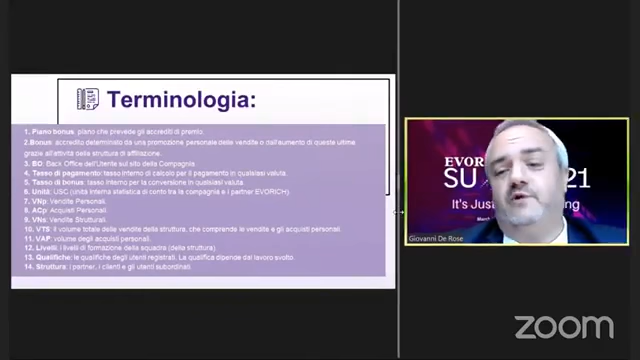 Terminologia:
1. Piano bonus: piano che prevede gli accrediti di premio.
2.Bonus: accredito determinato da una promozione personale delle vendite o dall'aumento di queste ultime
grazie all'attività della struttura di affiliazione.
3. BO: Back Office dell'Utente sul sito della Compagnia.
4. Tasso di pagamento: tasso interno di calcolo per il pagamento in qualsiasi valuta.
5. Tasso di bonus: tasso interno per la conversione in qualsiasi valuta
6. Unità: USC (unità interna statistica di conto tra le compagnia e i partner EVORICH).
7. VNp: Vendite Personali.
9. ACp: Acquisti Personali.
9. VNs: Vendite Strutturali.
10. VTS: il volume totale delle vendite della struttura, che comprende le vendite e gli acquisti personali.
11. VAP: volume degli acquisti personali.
12. Livelli: i livelli di formazione della squadra (della struttura).
13. Qualifiche: le qualifiche degli utenti registrati. La qualifica dipende dal lavoro svolto.
14. Struttura: i partner, i clienti e gli utenti subordinati.
EVOR
SU 21
It's Jus ing
March
Giovanni De Rose
zoom